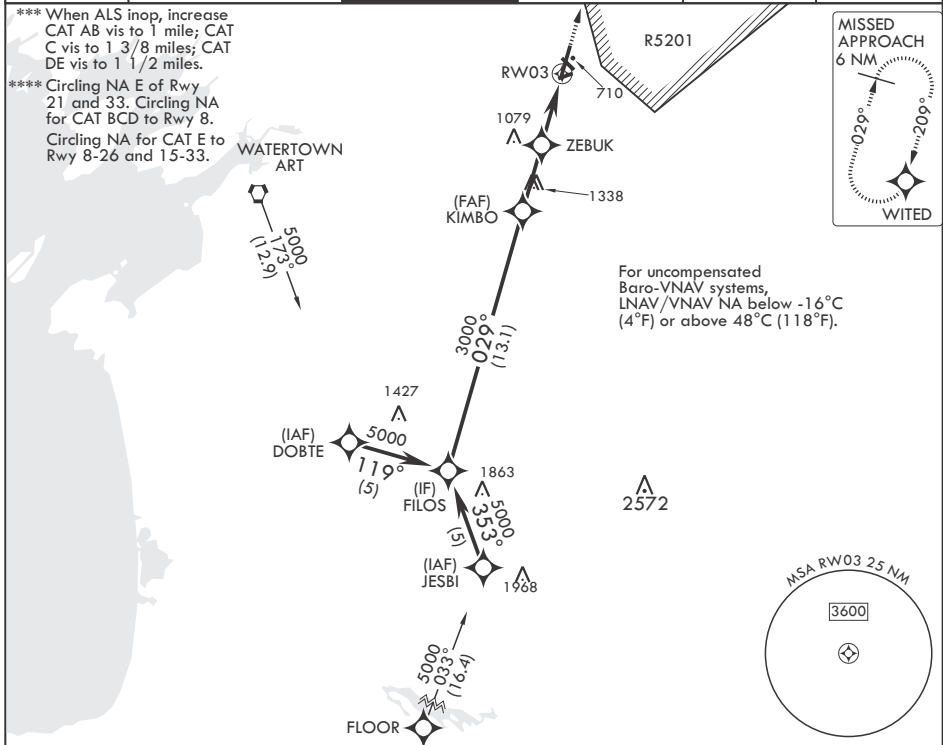 *** When ALS inop, increase
CAT AB vis to 1 mile; CAT
C vis to 1 3/8 miles; CAT
DE vis to 1 1/2 miles.
**** Circling NA E of Rwy
21 and 33. Circling NA
for CAT BCD to Rwy 8.
Circling NA for CAT E to
Rwy 8-26 and 15-33.
R5201
MISSED
APPROACH
6 NM
029°
209°
WITED
RW03
710
1079
ZEBUK
WATERTOWN
ART
5000
173°
(12.9)
1338
(FAF)
KIMBO
For uncompensated
Baro-VNAV systems,
LNAV/VNAV NA below -16°C
(4°F) or above 48°C (118°F).
3000
029°
(13.1)
1427
(IAF)
DOBTE
5000
119°
(5)
(IF)
FILOS
1863
5000
353°
(5)
2572
(IAF)
JESBI
1968
MSA RW03 25 NM
3600
5000
033°
(16.4)
FLOOR